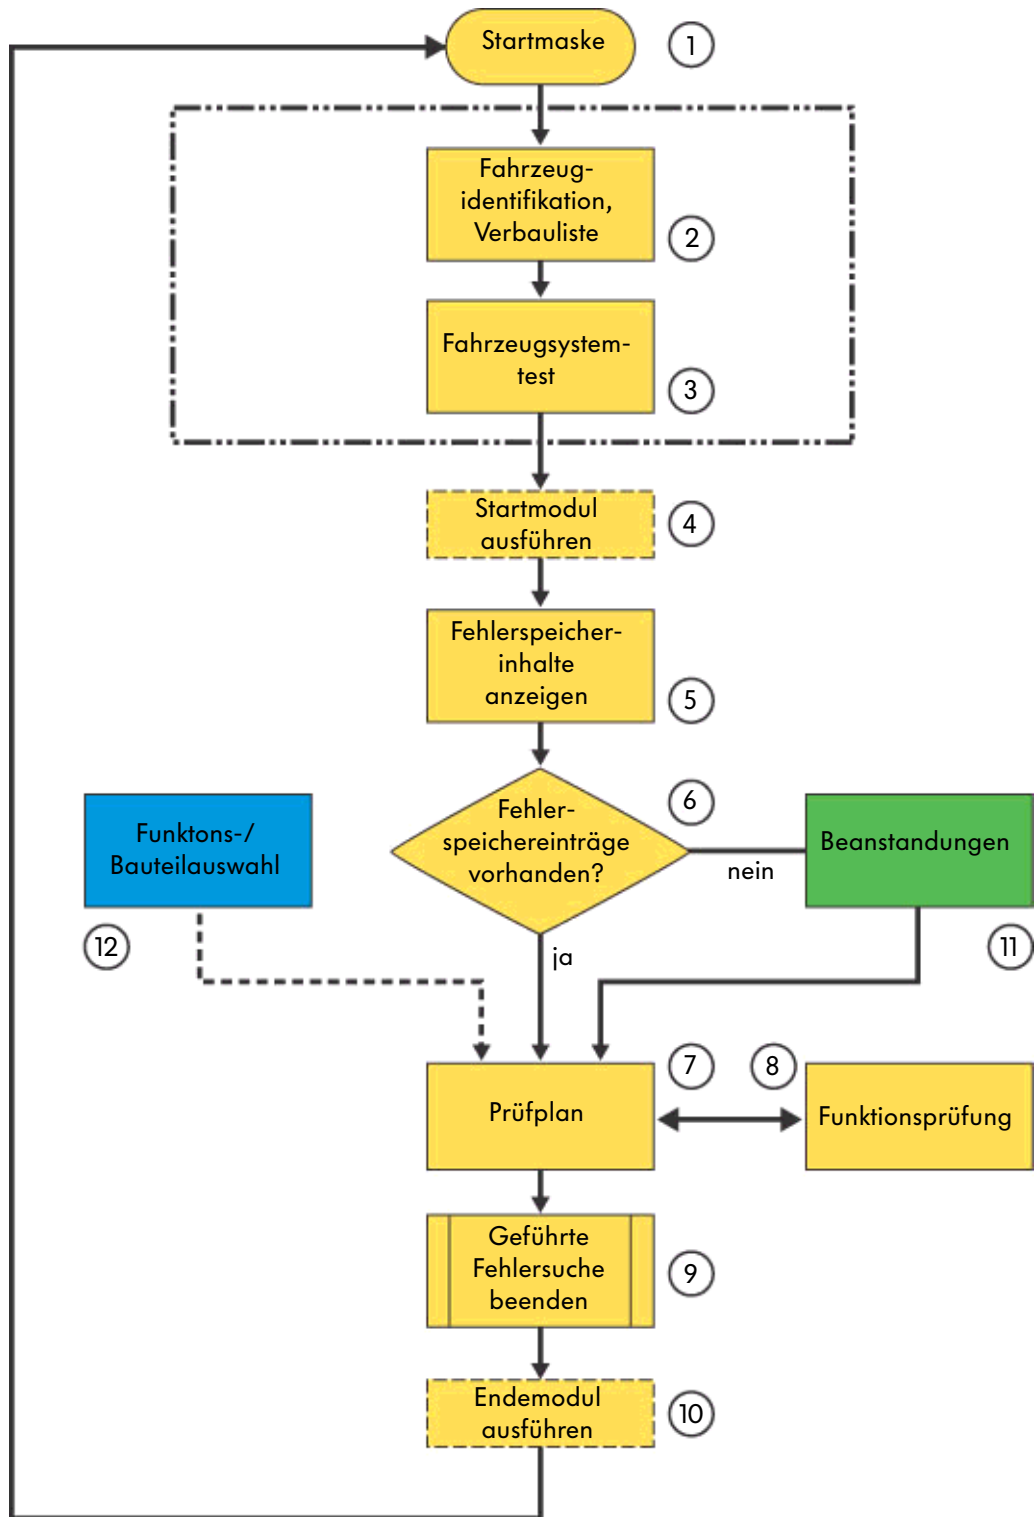 Startmaske
1
Fahrzeug-
identifikation,
Verbauliste
2
Fahrzeugsystem-
test
3
Startmodul
ausführen
4
Fehlerspeicher-
inhalte
anzeigen
5
Fehler-
speichereinträge
vorhanden?
6
nein
Beanstandungen
11
Funktons-/
Bauteilauswahl
12
ja
Prüfplan
7
8
Funktionsprüfung
Geführte
Fehlersuche
beenden
9
Endemodul
ausführen
10